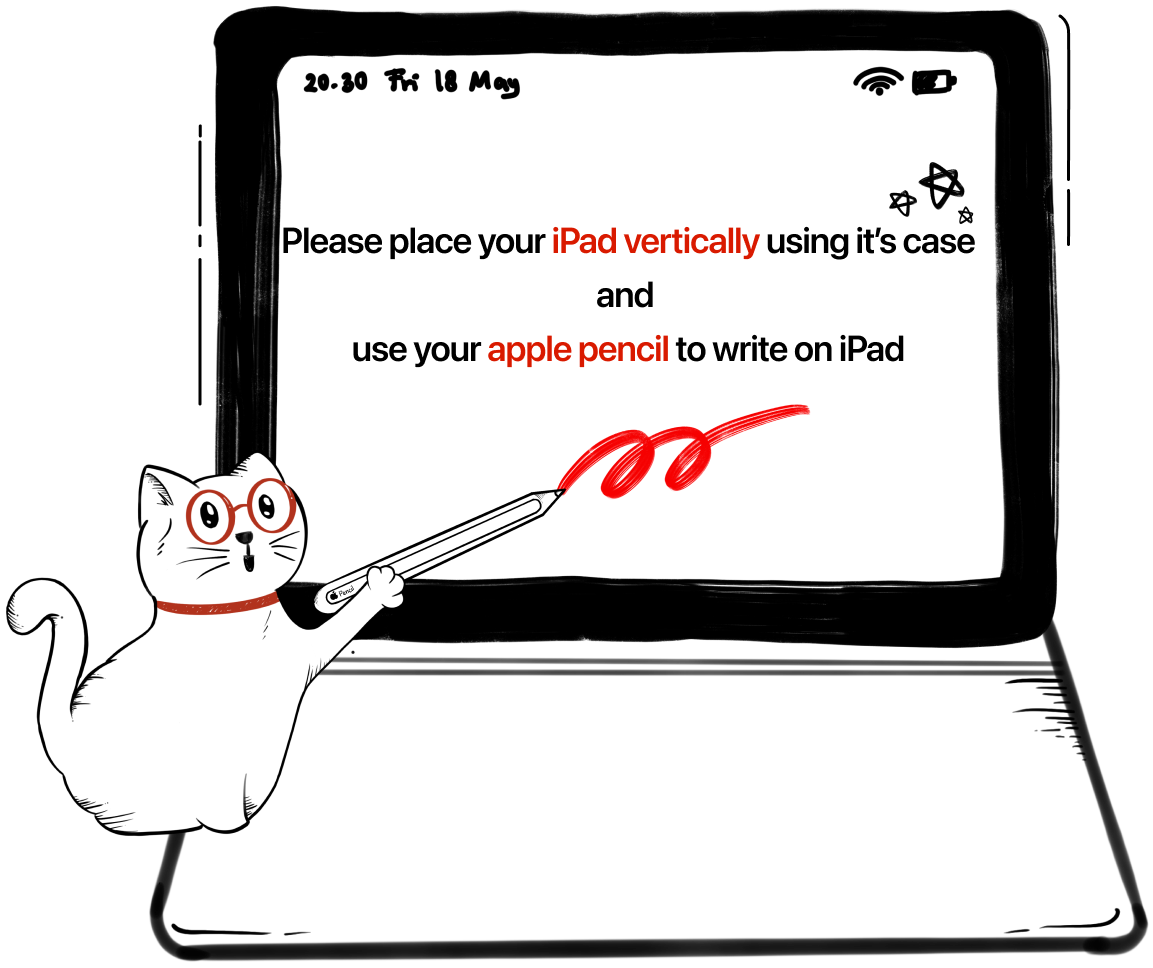 20.30 Fri 18 May
Please place your iPad vertically using it’s case
and
use your apple pencil to write on iPad
Pencil